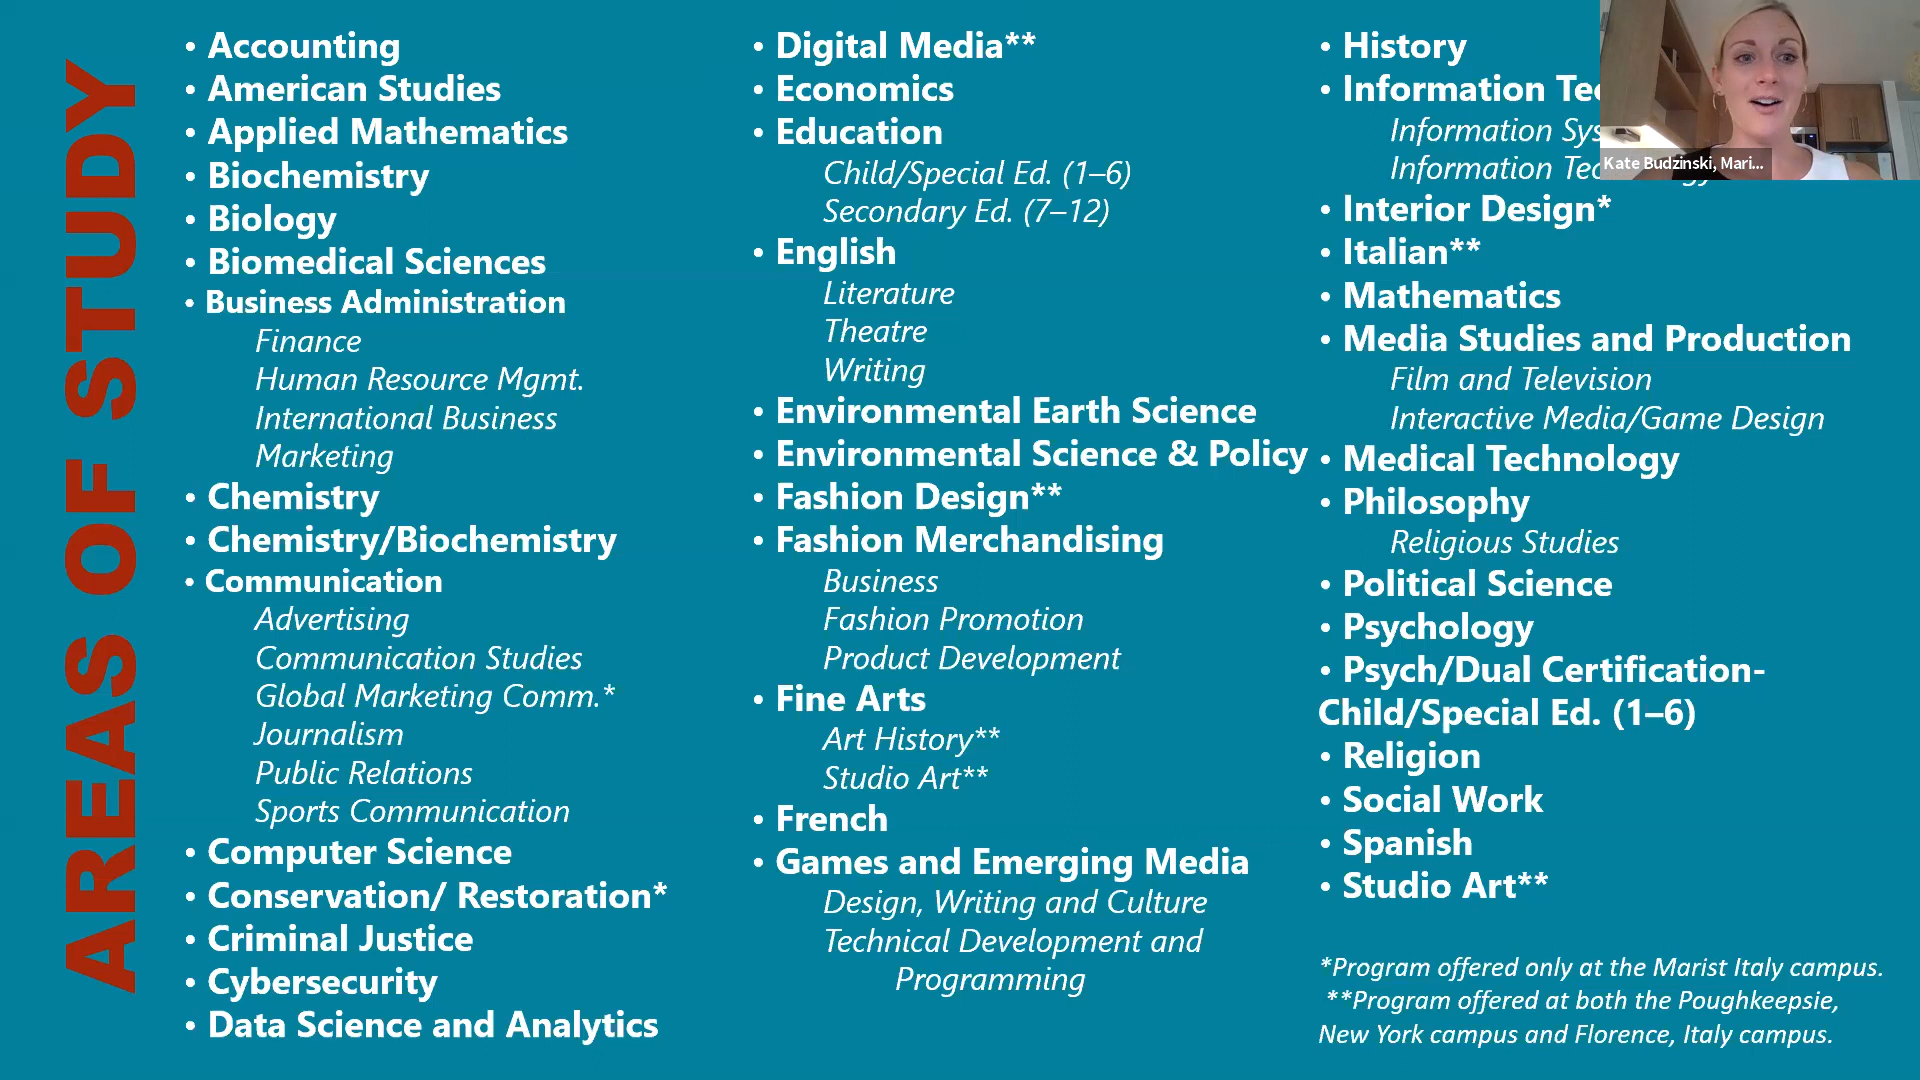 AREAS OF STUDY
• Accounting
• American Studies
• Applied Mathematics
• Biochemistry
• Biology
• Biomedical Sciences
• Business Administration
Finance
Human Resource Mgmt.
International Business
Marketing
• Chemistry
• Chemistry/Biochemistry
• Communication
Advertising
Communication Studies
Global Marketing Comm.*
Journalism
Public Relations
Sports Communication
• Computer Science
• Conservation/ Restoration*
• Criminal Justice
• Cybersecurity
• Data Science and Analytics
• Digital Media**
• Economics
• Education
Child/Special Ed. (1–6)
Secondary Ed. (7–12)
• English
Literature
Theatre
Writing
• Environmental Earth Science
• Environmental Science & Policy
• Fashion Design**
• Fashion Merchandising
Business
Fashion Promotion
Product Development
• Fine Arts
Art History**
Studio Art**
• French
• Games and Emerging Media
Design, Writing and Culture
Technical Development and
Programming
• History
• Information
Information
Information
• Interior Design*
• Italian**
• Mathematics
• Media Studies and Production
Film and Television
Interactive Media/Game Design
• Medical Technology
• Philosophy
Religious Studies
• Political Science
• Psychology
• Psych/Dual Certification-
Child/Special Ed. (1–6)
• Religion
• Social Work
• Spanish
• Studio Art**
*Program offered only at the Marist Italy campus.
**Program offered at both the Poughkeepsie,
New York campus and Florence, Italy campus.
Kate Budzinski, Mari...